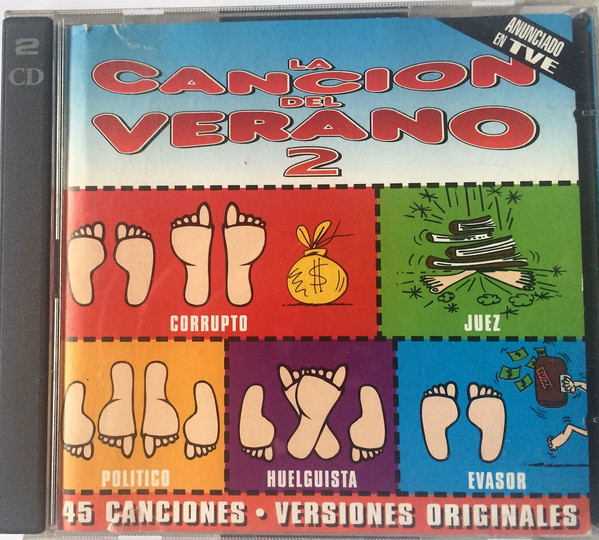 2
CD
ANUNCIADO
EN TVE
LA
CANCION
DEL
VERANO
2
$
CORRUPTO
JUEZ
POLITICO
HUELGUISTA
EVASOR
45 CANCIONES · VERSIONES ORIGINALES